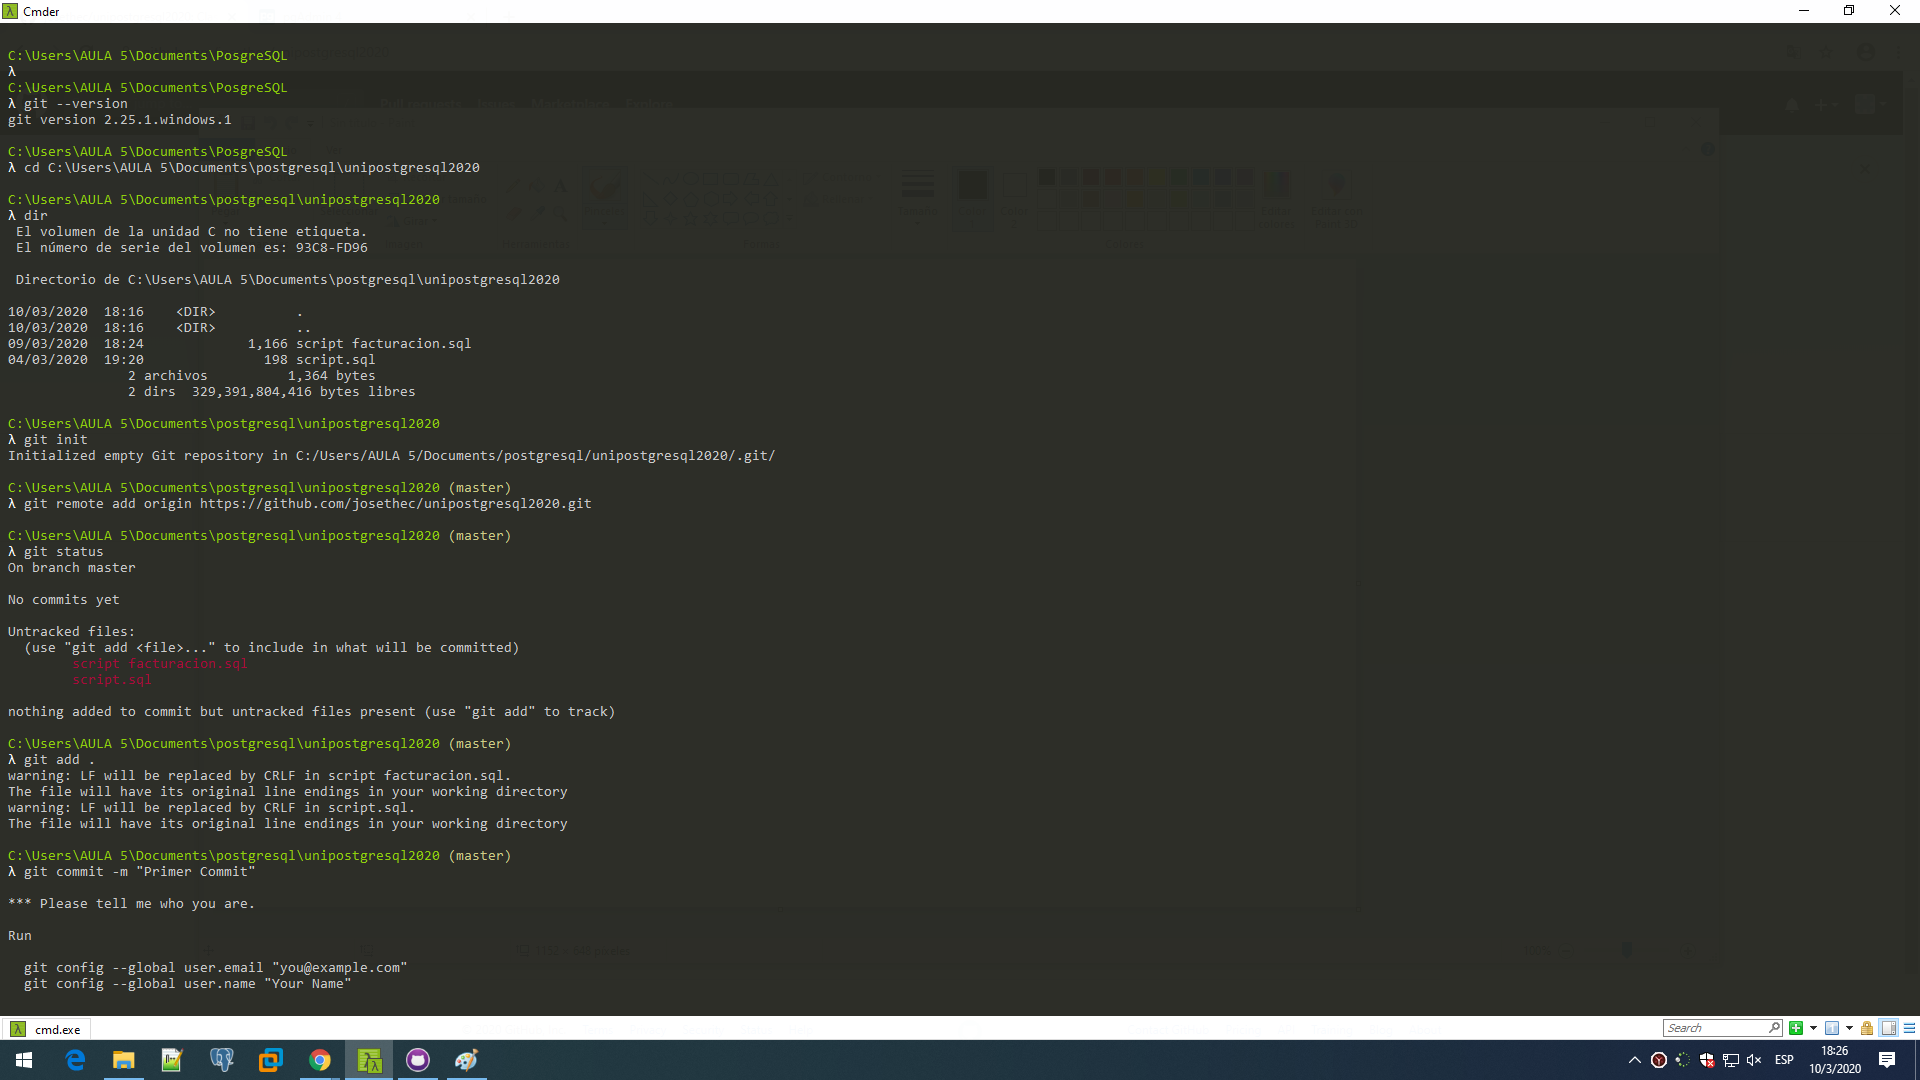 Cmder
C:\Users\AULA 5\Documents\PosgreSQL
λ
C:\Users\AULA 5\Documents\PosgreSQL
λ git --version
git version 2.25.1.windows.1
C:\Users\AULA 5\Documents\PosgreSQL
λ cd C:\Users\AULA 5\Documents\postgresql\unipostgresql2020
C:\Users\AULA 5\Documents\postgresql\unipostgresql2020
λ dir
El volumen de la unidad C no tiene etiqueta.
El número de serie del volumen es: 93C8-FD96
Directorio de C:\Users\AULA 5\Documents\postgresql\unipostgresql2020
10/03/2020 18:16 <DIR> .
10/03/2020 18:16 <DIR> ..
09/03/2020 18:24 1,166 script facturacion.sql
04/03/2020 19:20 198 script.sql
2 archivos 1,364 bytes
2 dirs 329,391,804,416 bytes libres
C:\Users\AULA 5\Documents\postgresql\unipostgresql2020
λ git init
Initialized empty Git repository in C:/Users/AULA 5/Documents/postgresql/unipostgresql2020/.git/
C:\Users\AULA 5\Documents\postgresql\unipostgresql2020 (master)
λ git remote add origin https://github.com/josethec/unipostgresql2020.git
C:\Users\AULA 5\Documents\postgresql\unipostgresql2020 (master)
λ git status
On branch master
No commits yet
Untracked files:
(use "git add <file>..." to include in what will be committed)
script facturacion.sql
script.sql
nothing added to commit but untracked files present (use "git add" to track)
C:\Users\AULA 5\Documents\postgresql\unipostgresql2020 (master)
λ git add .
warning: LF will be replaced by CRLF in script facturacion.sql.
The file will have its original line endings in your working directory
warning: LF will be replaced by CRLF in script.sql.
The file will have its original line endings in your working directory
C:\Users\AULA 5\Documents\postgresql\unipostgresql2020 (master)
λ git commit -m "Primer Commit"
*** Please tell me who you are.
Run
git config --global user.email "you@example.com"
git config --global user.name "Your Name"
cmd.exe
Search
ESP
18:26
10/3/2020